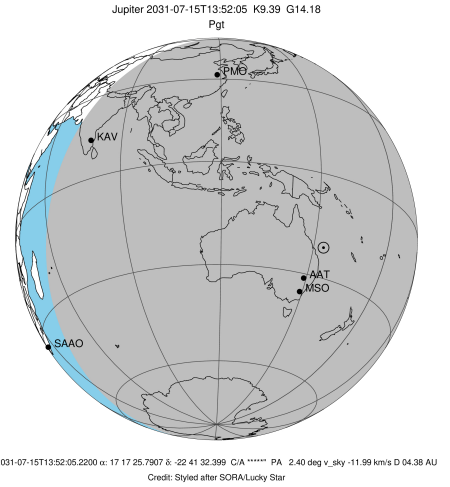 Jupiter 2031-07-15T13:52:05 K9.39 G14.18
Pgt
PMO
KAV
AAT
MSO
SAAO
031-07-15T13:52:05.2200 α: 17 17 25.7907 δ: -22 41 32.399 C/A *****" PA 2.40 deg v_sky -11.99 km/s D 04.38 AU
Credit: Styled after SORA/Lucky Star